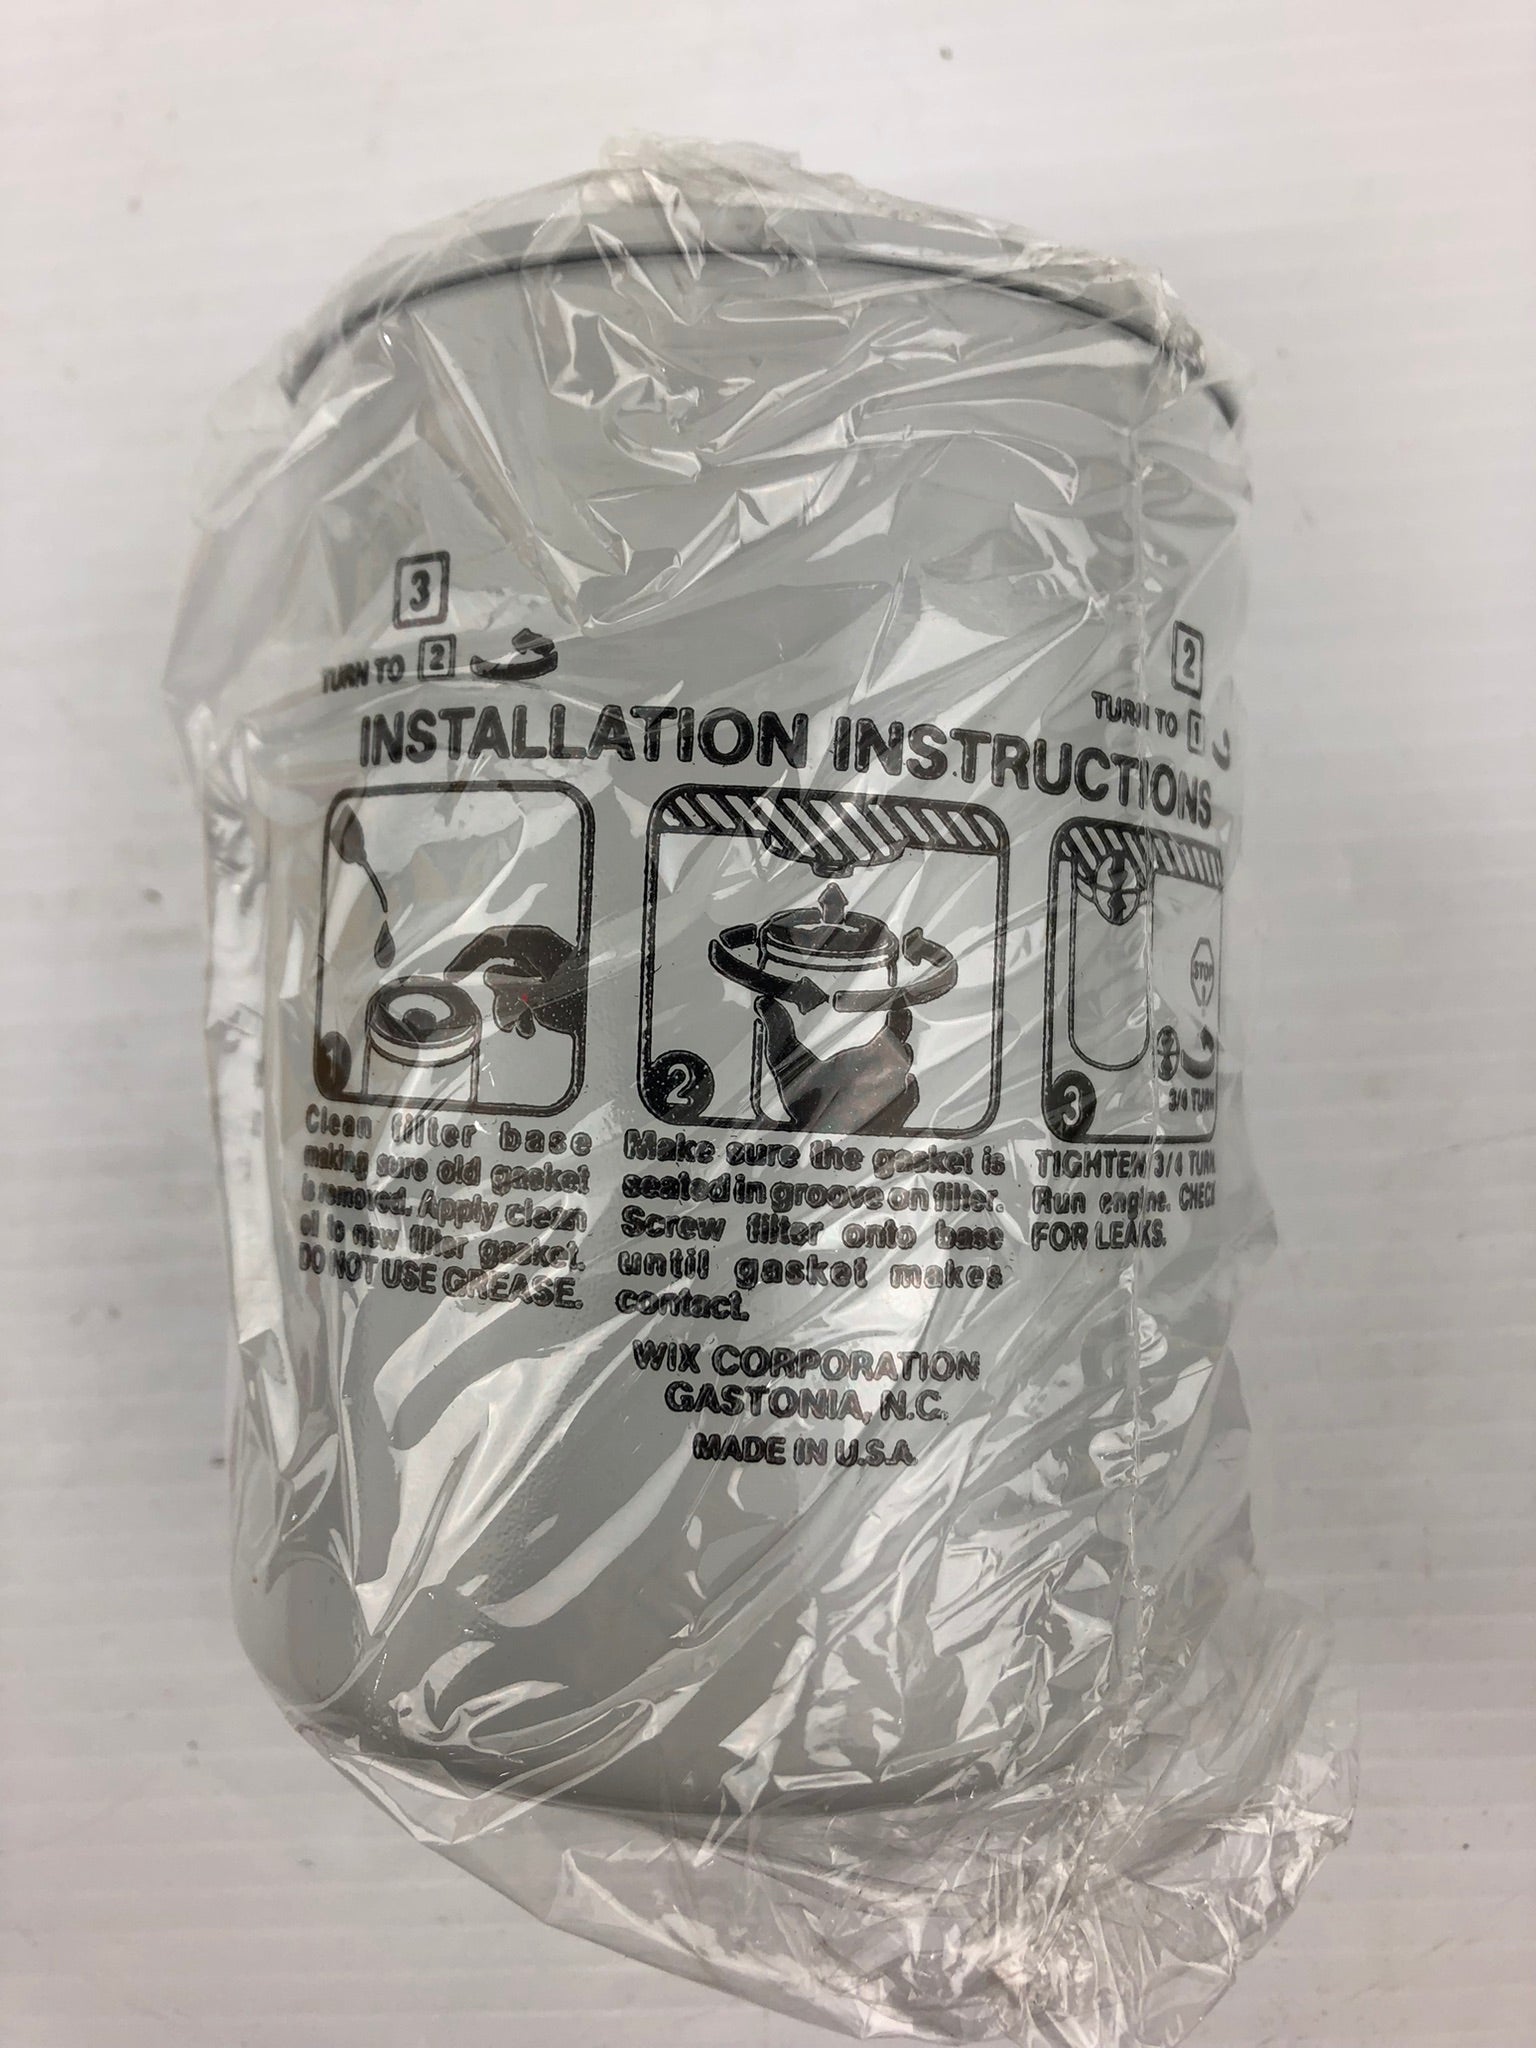 3
TURN TO 2
2
TURN TO 1
INSTALLATION INSTRUCTIONS
1
Clean filter base
making sure old gasket
is removed. Apply clean
oil to new filter gasket.
DO NOT USE GREASE.
2
Make sure the gasket is
seated in groove on filter.
Screw filter onto base
until gasket makes
contact.
STOP
3/4 TURN
3
TIGHTEN 3/4 TURN
Run engine. CHECK
FOR LEAKS.
WIX CORPORATION
GASTONIA, N.C.
MADE IN U.S.A.